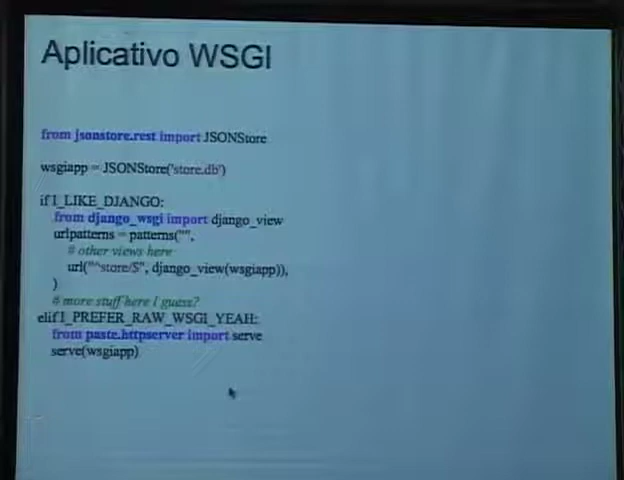 Aplicativo WSGI
from jsonstore.rest import JSONStore
wsgiapp = JSONStore('store.db')
if I_LIKE_DJANGO:
from django_wsgi import django_view
urlpatterns = patterns("",
# other views here
url("^store/$", django_view(wsgiapp)),
)
# more stuff here I guess?
elif I_PREFER_RAW_WSGI_YEAH:
from paste.httpserver import serve
serve(wsgiapp)